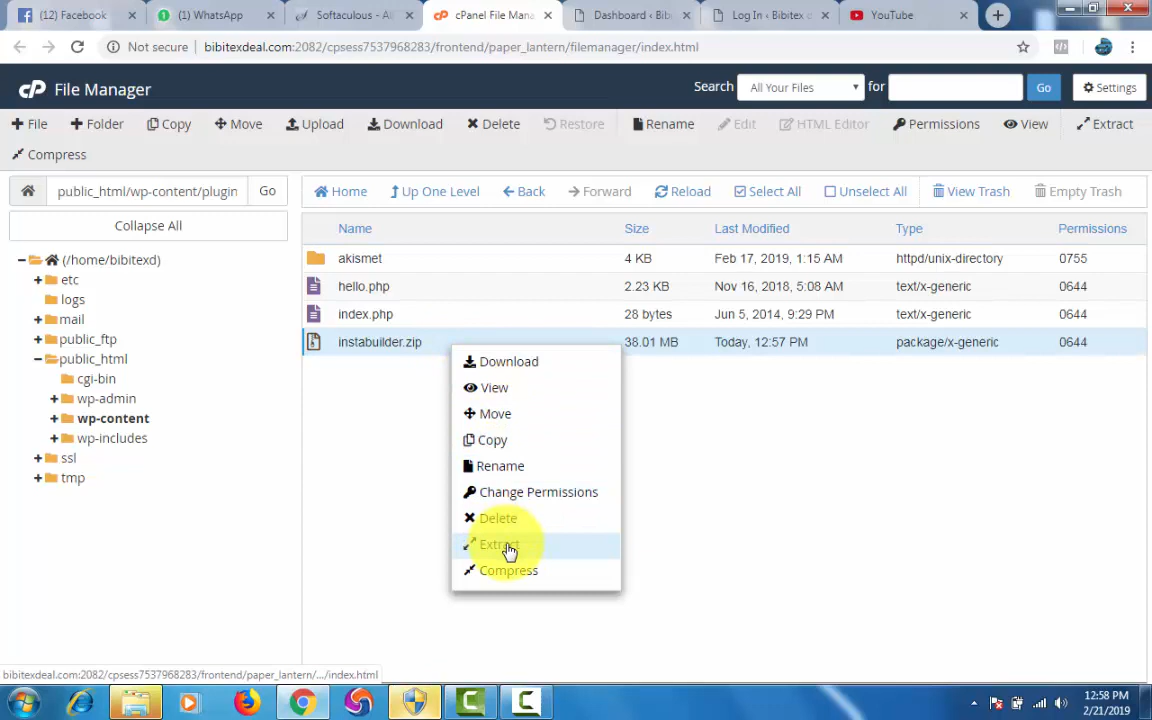 (12) Facebook
(1) WhatsApp
Softaculous - Al
cPanel File Mana
Dashboard ‹ Bib
Log In ‹ Bibitex d
YouTube
Not secure
bibitexdeal.com:2082/cpsess7537968283/frontend/paper_lantern/filemanager/index.html
cP File Manager
Search All Your Files for Go Settings
File Folder Copy Move Upload Download Delete Restore Rename Edit HTML Editor Permissions View Extract
Compress
public_html/wp-content/plugin Go
Home Up One Level Back Forward Reload Select All Unselect All View Trash Empty Trash
Collapse All
Name Size Last Modified Type Permissions
(/home/bibitexd)
etc
logs
mail
public_ftp
public_html
cgi-bin
wp-admin
wp-content
wp-includes
ssl
tmp
akismet 4 KB Feb 17, 2019, 1:15 AM httpd/unix-directory 0755
hello.php 2.23 KB Nov 16, 2018, 5:08 AM text/x-generic 0644
index.php 28 bytes Jun 5, 2014, 9:29 PM text/x-generic 0644
instabuilder.zip 38.01 MB Today, 12:57 PM package/x-generic 0644
Download
View
Move
Copy
Rename
Change Permissions
Delete
Extract
Compress
bibitexdeal.com:2082/cpsess7537968283/frontend/paper_lantern/.../index.html
12:58 PM
2/21/2019